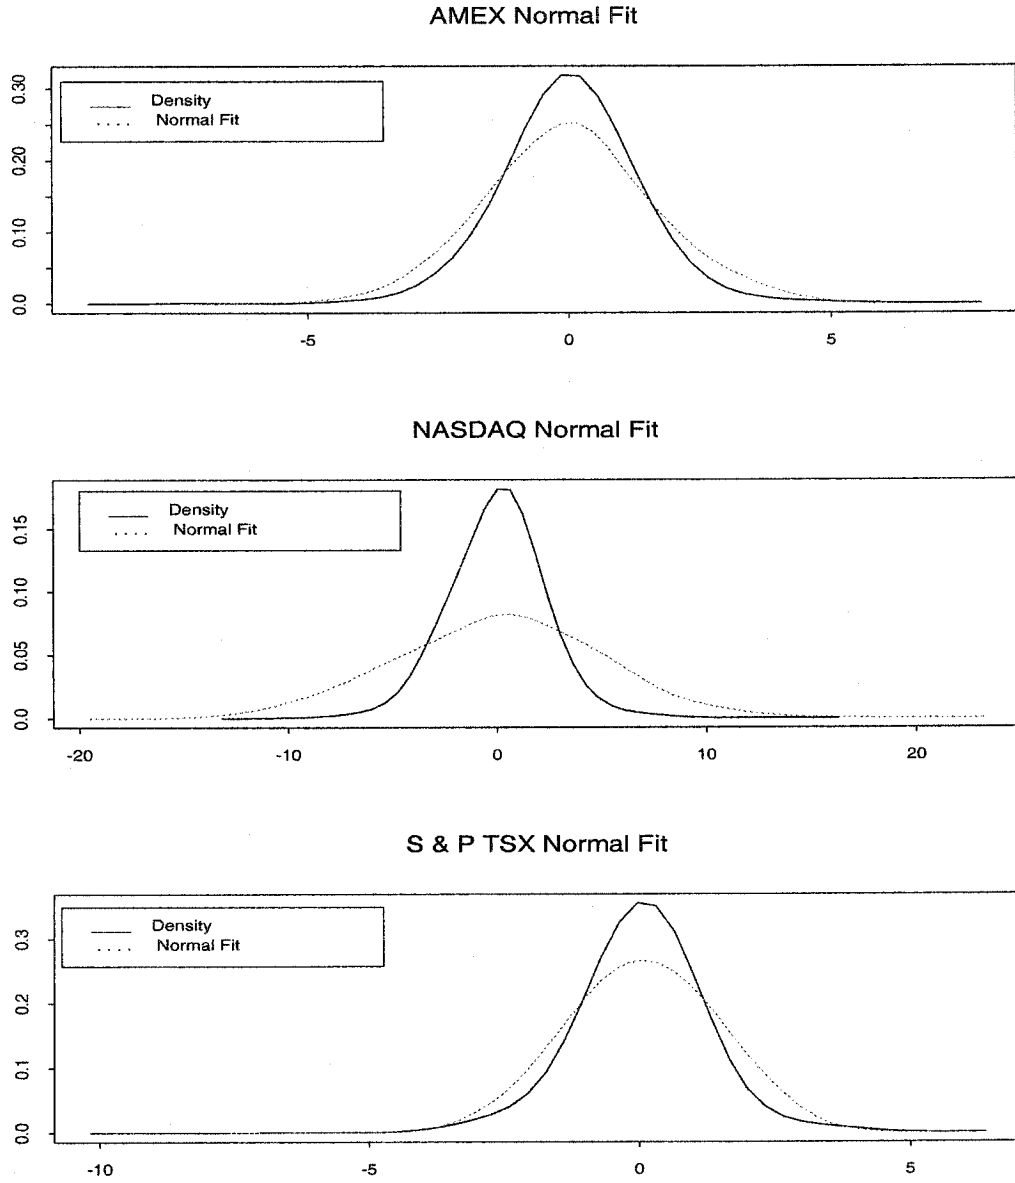 AMEX Normal Fit
Density
Normal Fit
0.30
0.20
0.10
0.0
-5 0 5
NASDAQ Normal Fit
Density
Normal Fit
0.15
0.10
0.05
0.0
-20 -10 0 10 20
S & P TSX Normal Fit
Density
Normal Fit
0.3
0.2
0.1
0.0
-10 -5 0 5